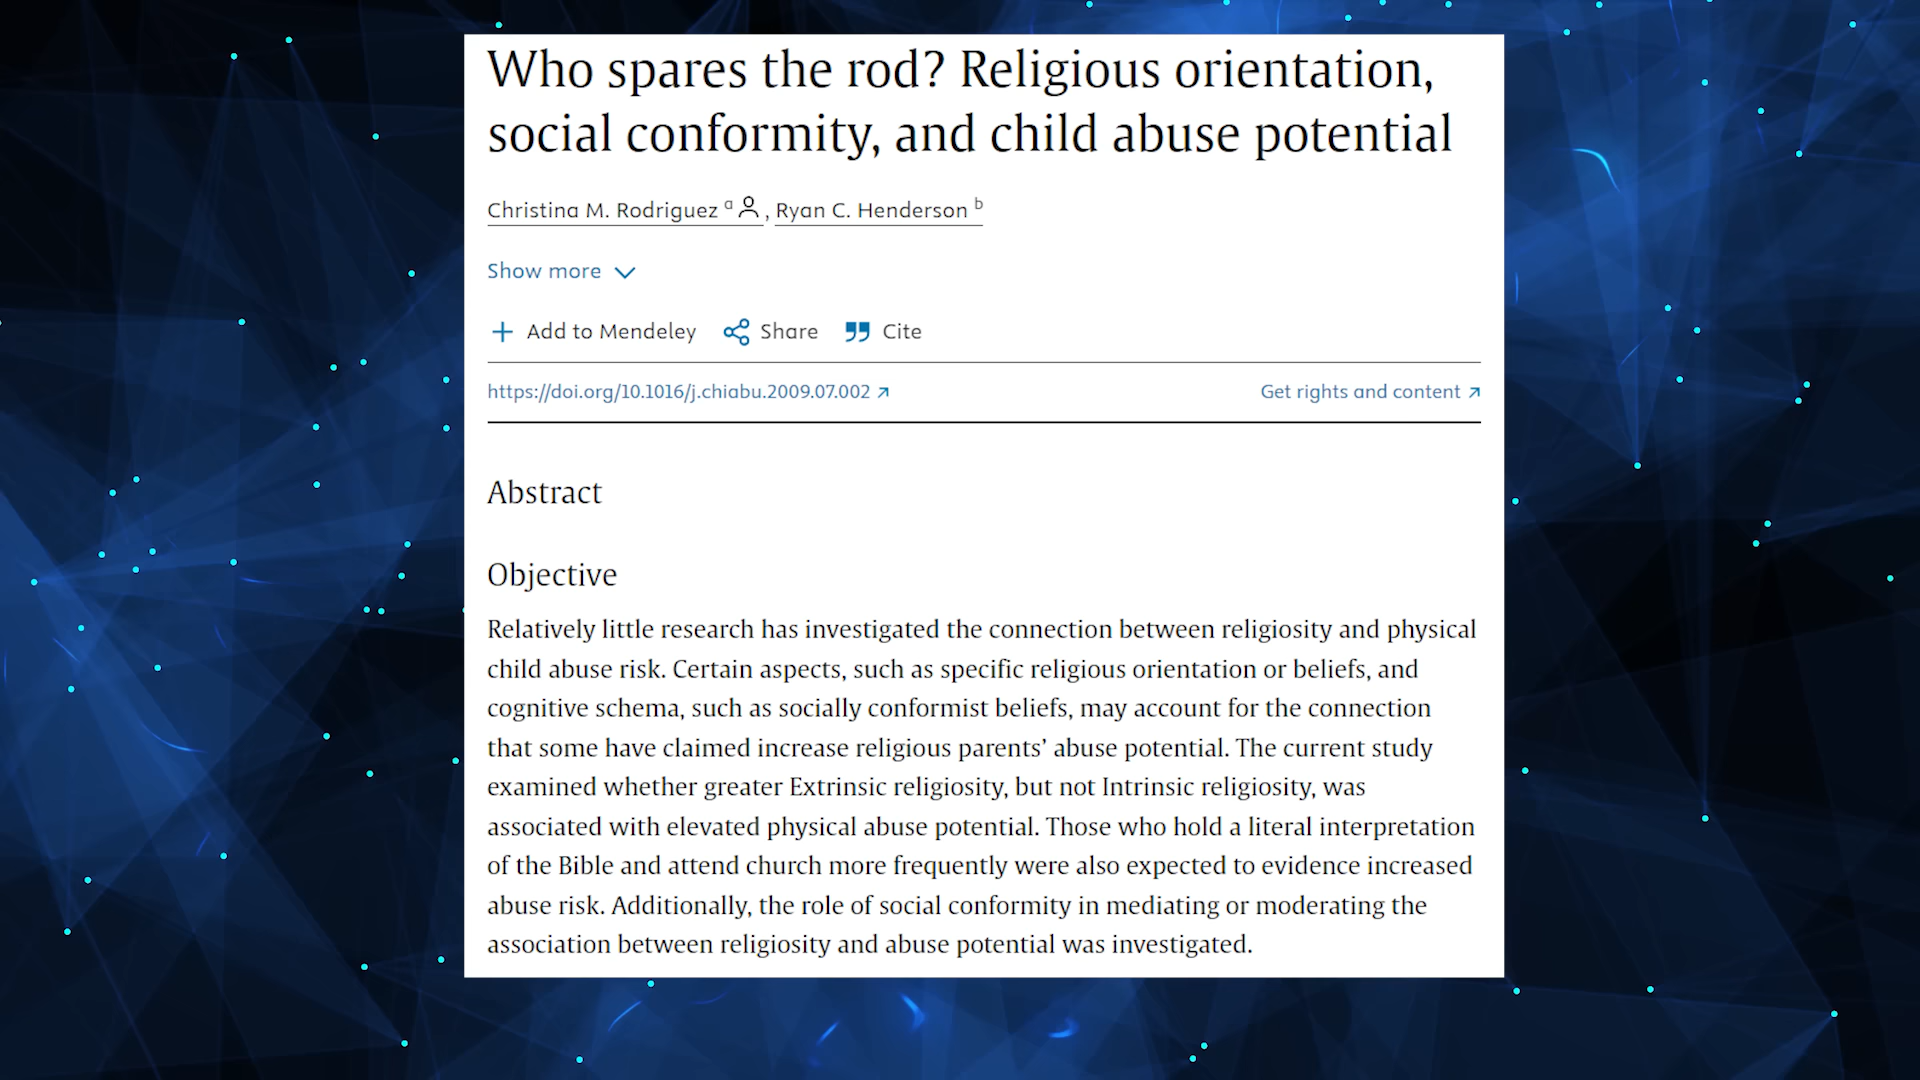 Who spares the rod? Religious orientation,
social conformity, and child abuse potential
Christina M. Rodriguez a, Ryan C. Henderson b
Show more
Add to Mendeley Share Cite
https://doi.org/10.1016/j.chiabu.2009.07.002 Get rights and content
Abstract
Objective
Relatively little research has investigated the connection between religiosity and physical
child abuse risk. Certain aspects, such as specific religious orientation or beliefs, and
cognitive schema, such as socially conformist beliefs, may account for the connection
that some have claimed increase religious parents’ abuse potential. The current study
examined whether greater Extrinsic religiosity, but not Intrinsic religiosity, was
associated with elevated physical abuse potential. Those who hold a literal interpretation
of the Bible and attend church more frequently were also expected to evidence increased
abuse risk. Additionally, the role of social conformity in mediating or moderating the
association between religiosity and abuse potential was investigated.